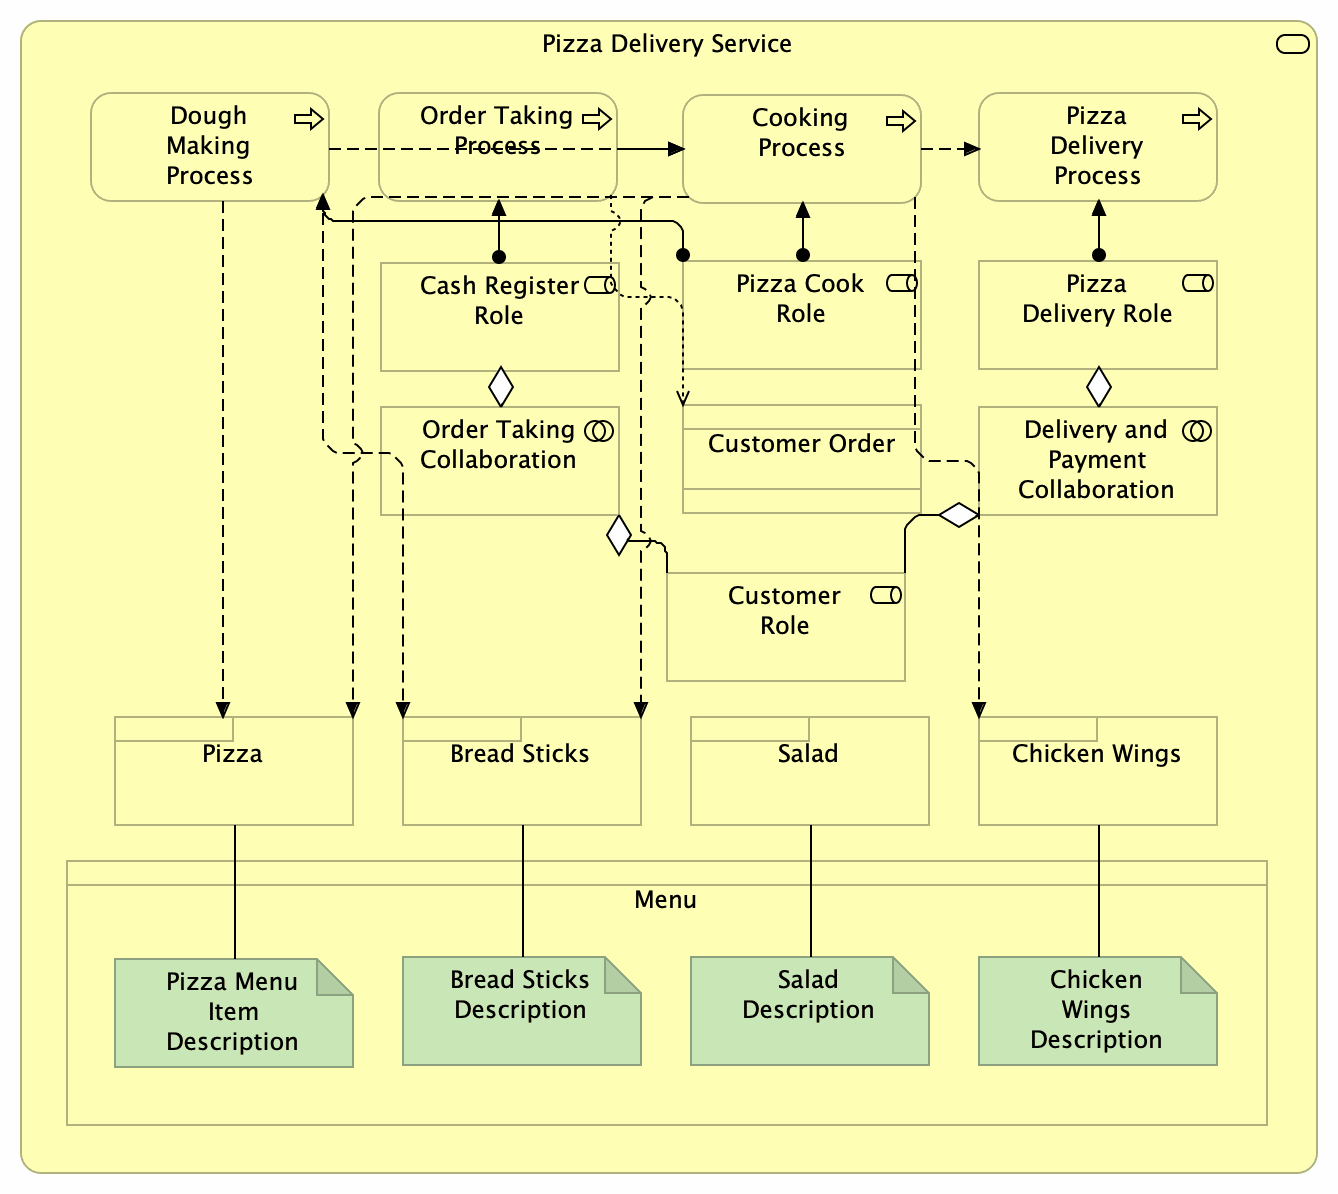 Pizza Delivery Service
Dough
Making
Process
Order Taking
Process
Cooking
Process
Pizza
Delivery
Process
Cash Register
Role
Pizza Cook
Role
Pizza
Delivery Role
Order Taking
Collaboration
Customer Order
Delivery and
Payment
Collaboration
Customer
Role
Pizza
Bread Sticks
Salad
Chicken Wings
Menu
Pizza Menu
Item
Description
Bread Sticks
Description
Salad
Description
Chicken
Wings
Description